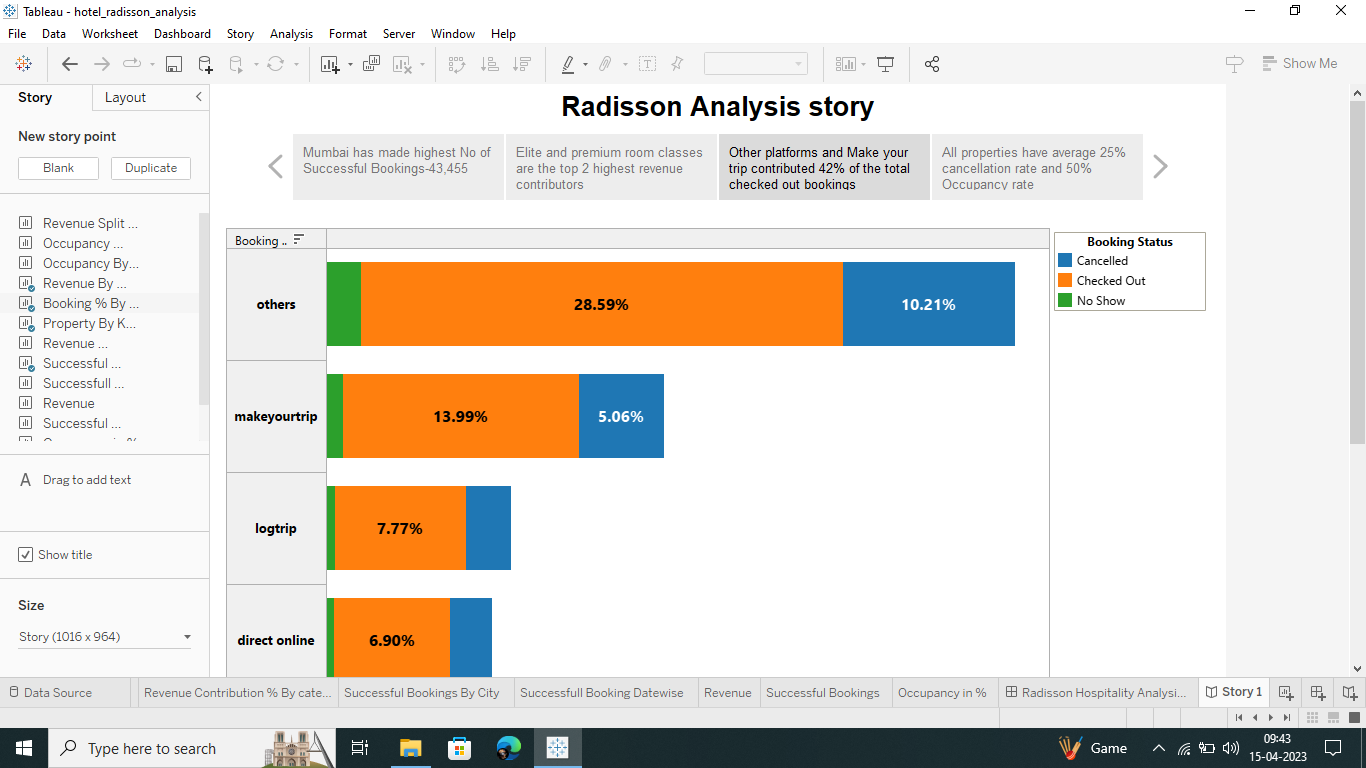 Tableau - hotel_radisson_analysis
File Data Worksheet Dashboard Story Analysis Format Server Window Help
Show Me
Story
Layout
New story point
Blank
Duplicate
Revenue Split ...
Occupancy ...
Occupancy By...
Revenue By ...
Booking % By ...
Property By K...
Revenue ...
Successful ...
Successfull ...
Revenue
Successful ...
A Drag to add text
Show title
Size
Story (1016 x 964)
Radisson Analysis story
Mumbai has made highest No of
Successful Bookings-43,455
Elite and premium room classes
are the top 2 highest revenue
contributors
Other platforms and Make your
trip contributed 42% of the total
checked out bookings
All properties have average 25%
cancellation rate and 50%
Occupancy rate
Booking ..
others
28.59%
10.21%
makeyourtrip
13.99%
5.06%
logtrip
7.77%
direct online
6.90%
Booking Status
Cancelled
Checked Out
No Show
Data Source
Revenue Contribution % By cate...
Successful Bookings By City
Successfull Booking Datewise
Revenue
Successful Bookings
Occupancy in %
Radisson Hospitality Analysi...
Story 1
Type here to search
Game
09:43
15-04-2023